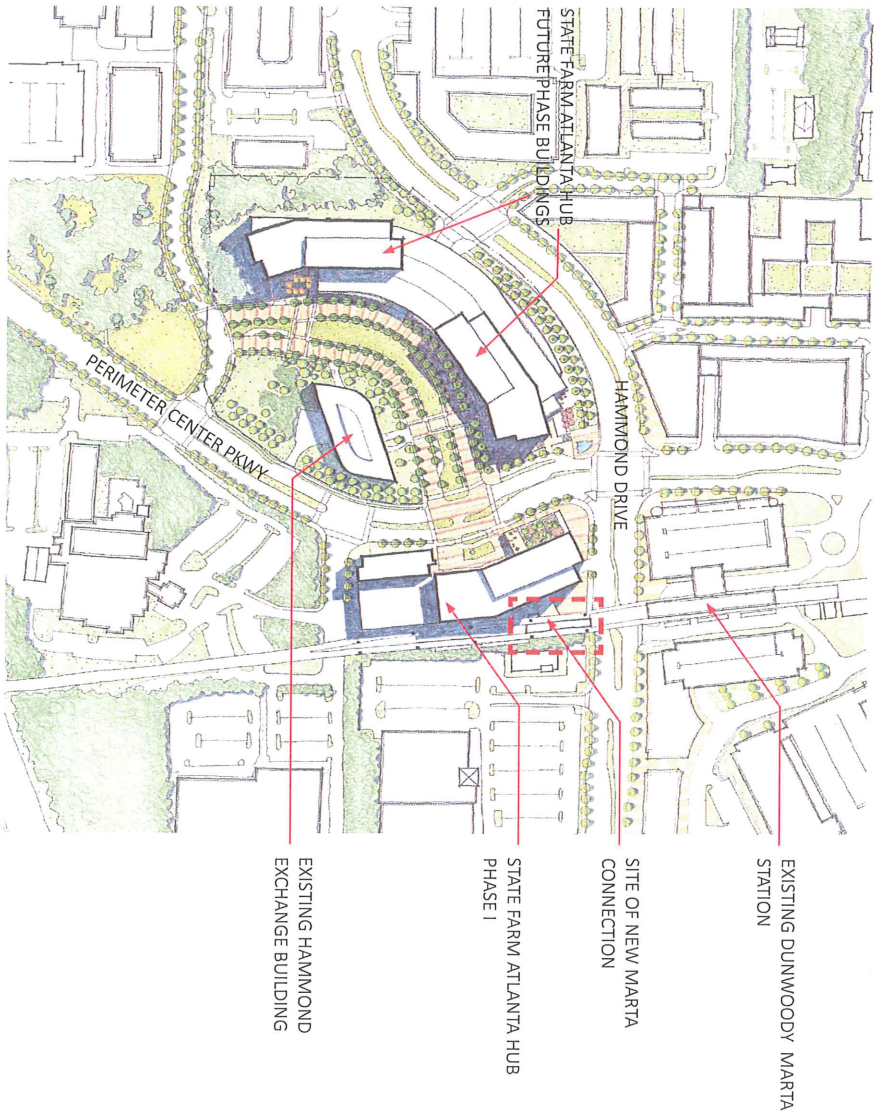 STATE FARM ATLANTA HUB
FUTURE PHASE BUILDINGS
HAMMOND DRIVE
PERIMETER CENTER PKWY
EXISTING DUNWOODY MARTA
STATION
SITE OF NEW MARTA
CONNECTION
STATE FARM ATLANTA HUB
PHASE I
EXISTING HAMMOND
EXCHANGE BUILDING